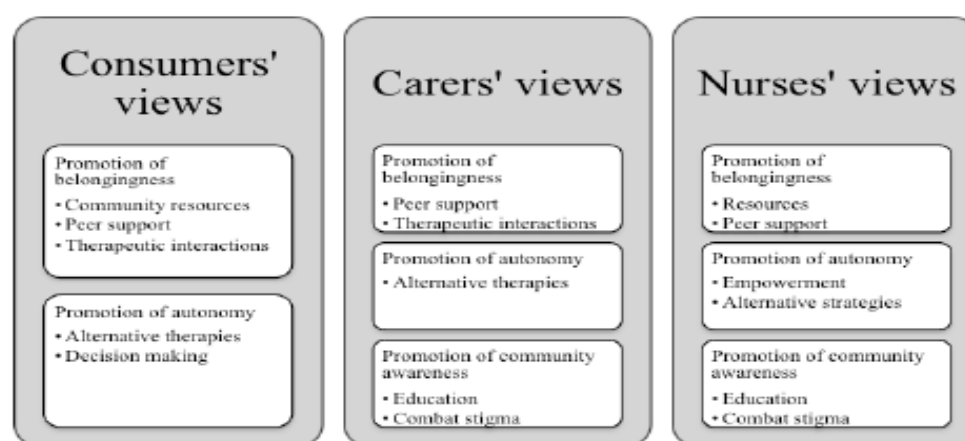 Consumers'
views
Promotion of
belongingness
• Community resources
• Peer support
• Therapeutic interactions
Promotion of autonomy
• Alternative therapies
• Decision making
Carers' views
Promotion of
belongingness
• Peer support
• Therapeutic interactions
Promotion of autonomy
• Alternative therapies
Promotion of community
awareness
• Education
• Combat stigma
Nurses' views
Promotion of
belongingness
• Resources
• Peer support
Promotion of autonomy
• Empowerment
• Alternative strategies
Promotion of community
awareness
• Education
• Combat stigma